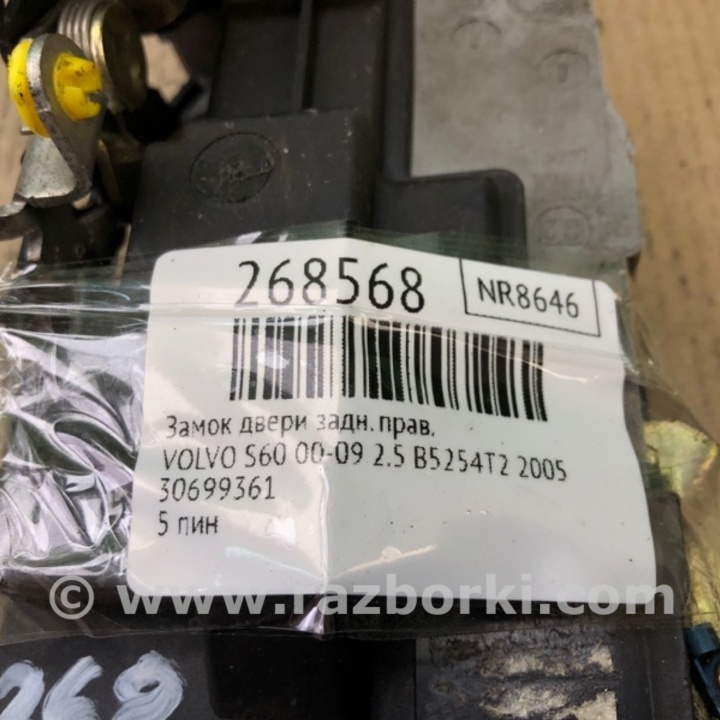 268568
NR8646
Замок двери задн. прав.
VOLVO S60 00-09 2.5 B5254T2 2005
30699361
5 пин
© www.razborki.com
268